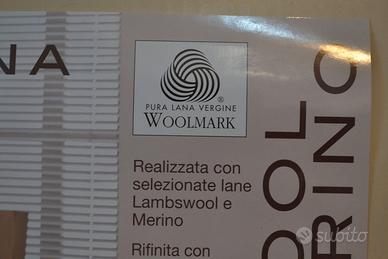 NA
PURA LANA VERGINE
®
WOOLMARK
Realizzata con
selezionate lane
Lambswool e
Merino
Rifinita con
OOL
RINO
subito